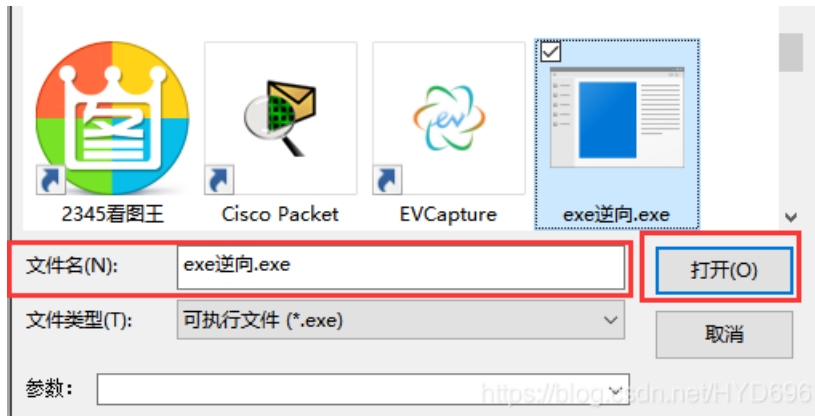 图
ev
2345看图王
Cisco Packet
EVCapture
exe逆向.exe
文件名(N):
exe逆向.exe
打开(O)
文件类型(T):
可执行文件 (*.exe)
取消
参数:
https://blog.csdn.net/HYD696